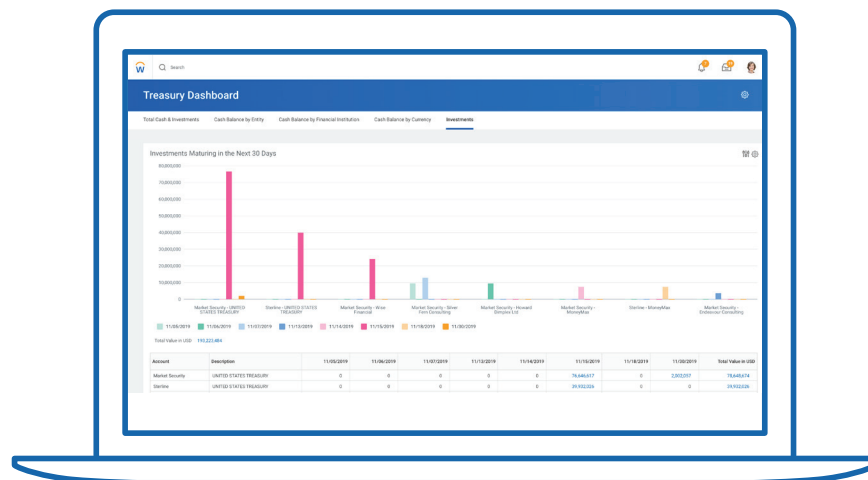 W
Search
Treasury Dashboard
Total Cash & Investments Cash Balance by Entity Cash Balance by Financial Institution Cash Balance by Currency Investments
Investments Maturing in the Next 30 Days
80,000,000
70,000,000
60,000,000
50,000,000
40,000,000
30,000,000
20,000,000
10,000,000
0
Market Security - UNITED STATES TREASURY
Sterline - UNITED STATES TREASURY
Market Security - Wise Financial
Market Security - Silver Fern Consulting
Market Security - Howard Simplex Ltd
Market Security - MoneyMax
Sterline - MoneyMax
Market Security - Endeavour Consulting
11/05/2019 11/06/2019 11/07/2019 11/13/2019 11/14/2019 11/15/2019 11/18/2019 11/20/2019
Total Value in USD
Account Description 11/05/2019 11/06/2019 11/07/2019 11/13/2019 11/14/2019 11/15/2019 11/18/2019 11/20/2019 Total Value in USD
Market Security UNITED STATES TREASURY 0 0 0 0 0 76,646,617 0 2,002,057 78,648,674
Sterline UNITED STATES TREASURY 0 0 0 0 0 39,932,026 0 0 39,932,026